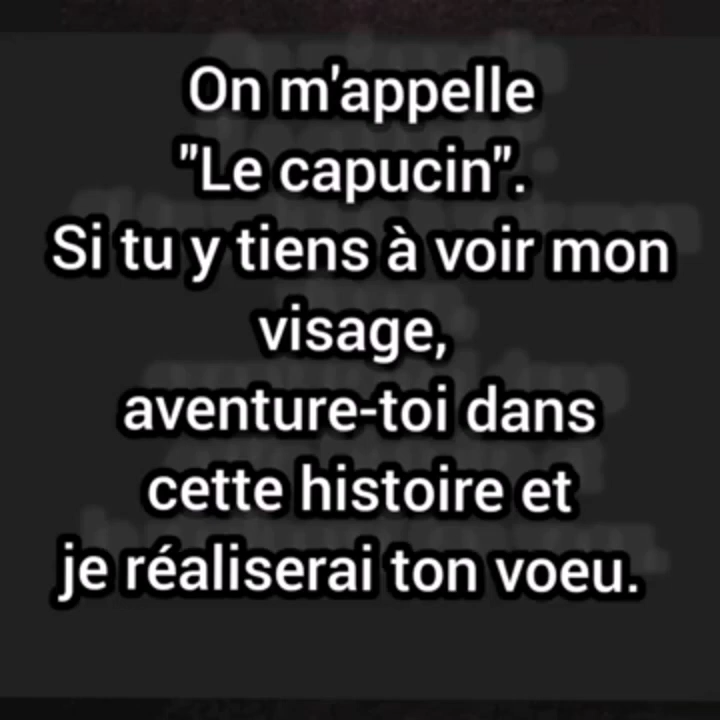 On m'appelle
"Le capucin".
Si tu y tiens à voir mon
visage,
aventure-toi dans
cette histoire et
je réaliserai ton voeu.